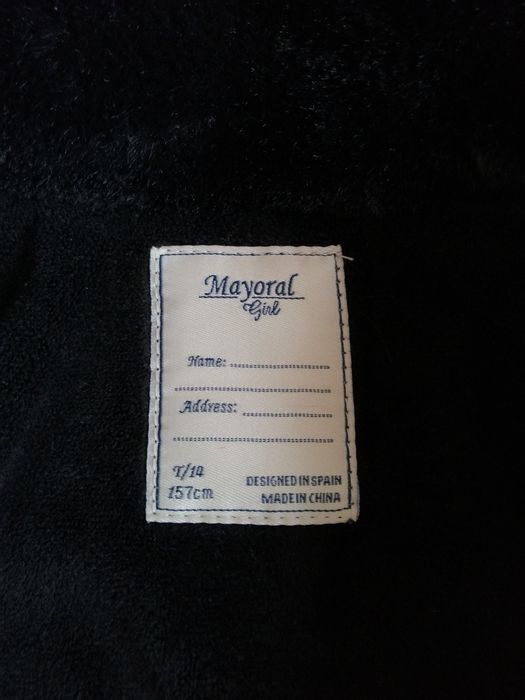 Mayoral
Girl
Name:
Address:
T/14
157cm
DESIGNED IN SPAIN
MADE IN CHINA